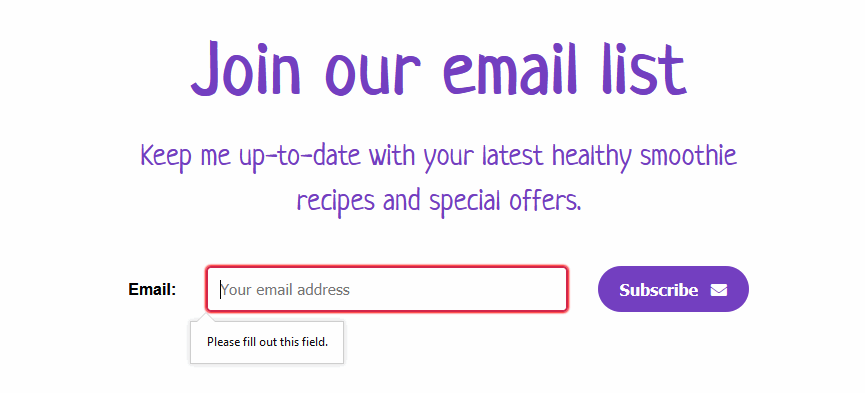 Join our email list
Keep me up-to-date with your latest healthy smoothie
recipes and special offers.
Email:
Your email address
Subscribe
Please fill out this field.